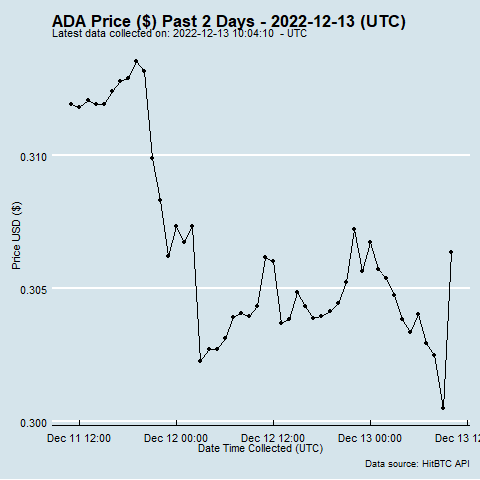 ADA Price ($) Past 2 Days - 2022-12-13 (UTC)
Latest data collected on: 2022-12-13 10:04:10 - UTC
0.310
0.305
0.300
Price USD ($)
Dec 11 12:00 Dec 12 00:00 Dec 12 12:00 Dec 13 00:00 Dec 13 12
Date Time Collected (UTC)
Data source: HitBTC API